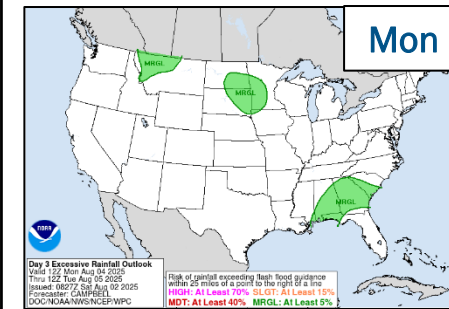 Mon
MRGL
MRGL
MRGL
NOAA
Day 3 Excessive Rainfall Outlook
Valid 12Z Mon Aug 04 2025
Thru 12Z Tue Aug 05 2025
Issued: 0827Z Sat Aug 02 2025
Forecaster: CAMPBELL
DOC/NOAA/NWS/NCEP/WPC
Risk of rainfall exceeding flash flood guidance
within 25 miles of a point to the right of a line
HIGH: At Least 70% SLGT: At Least 15%
MDT: At Least 40% MRGL: At Least 5%